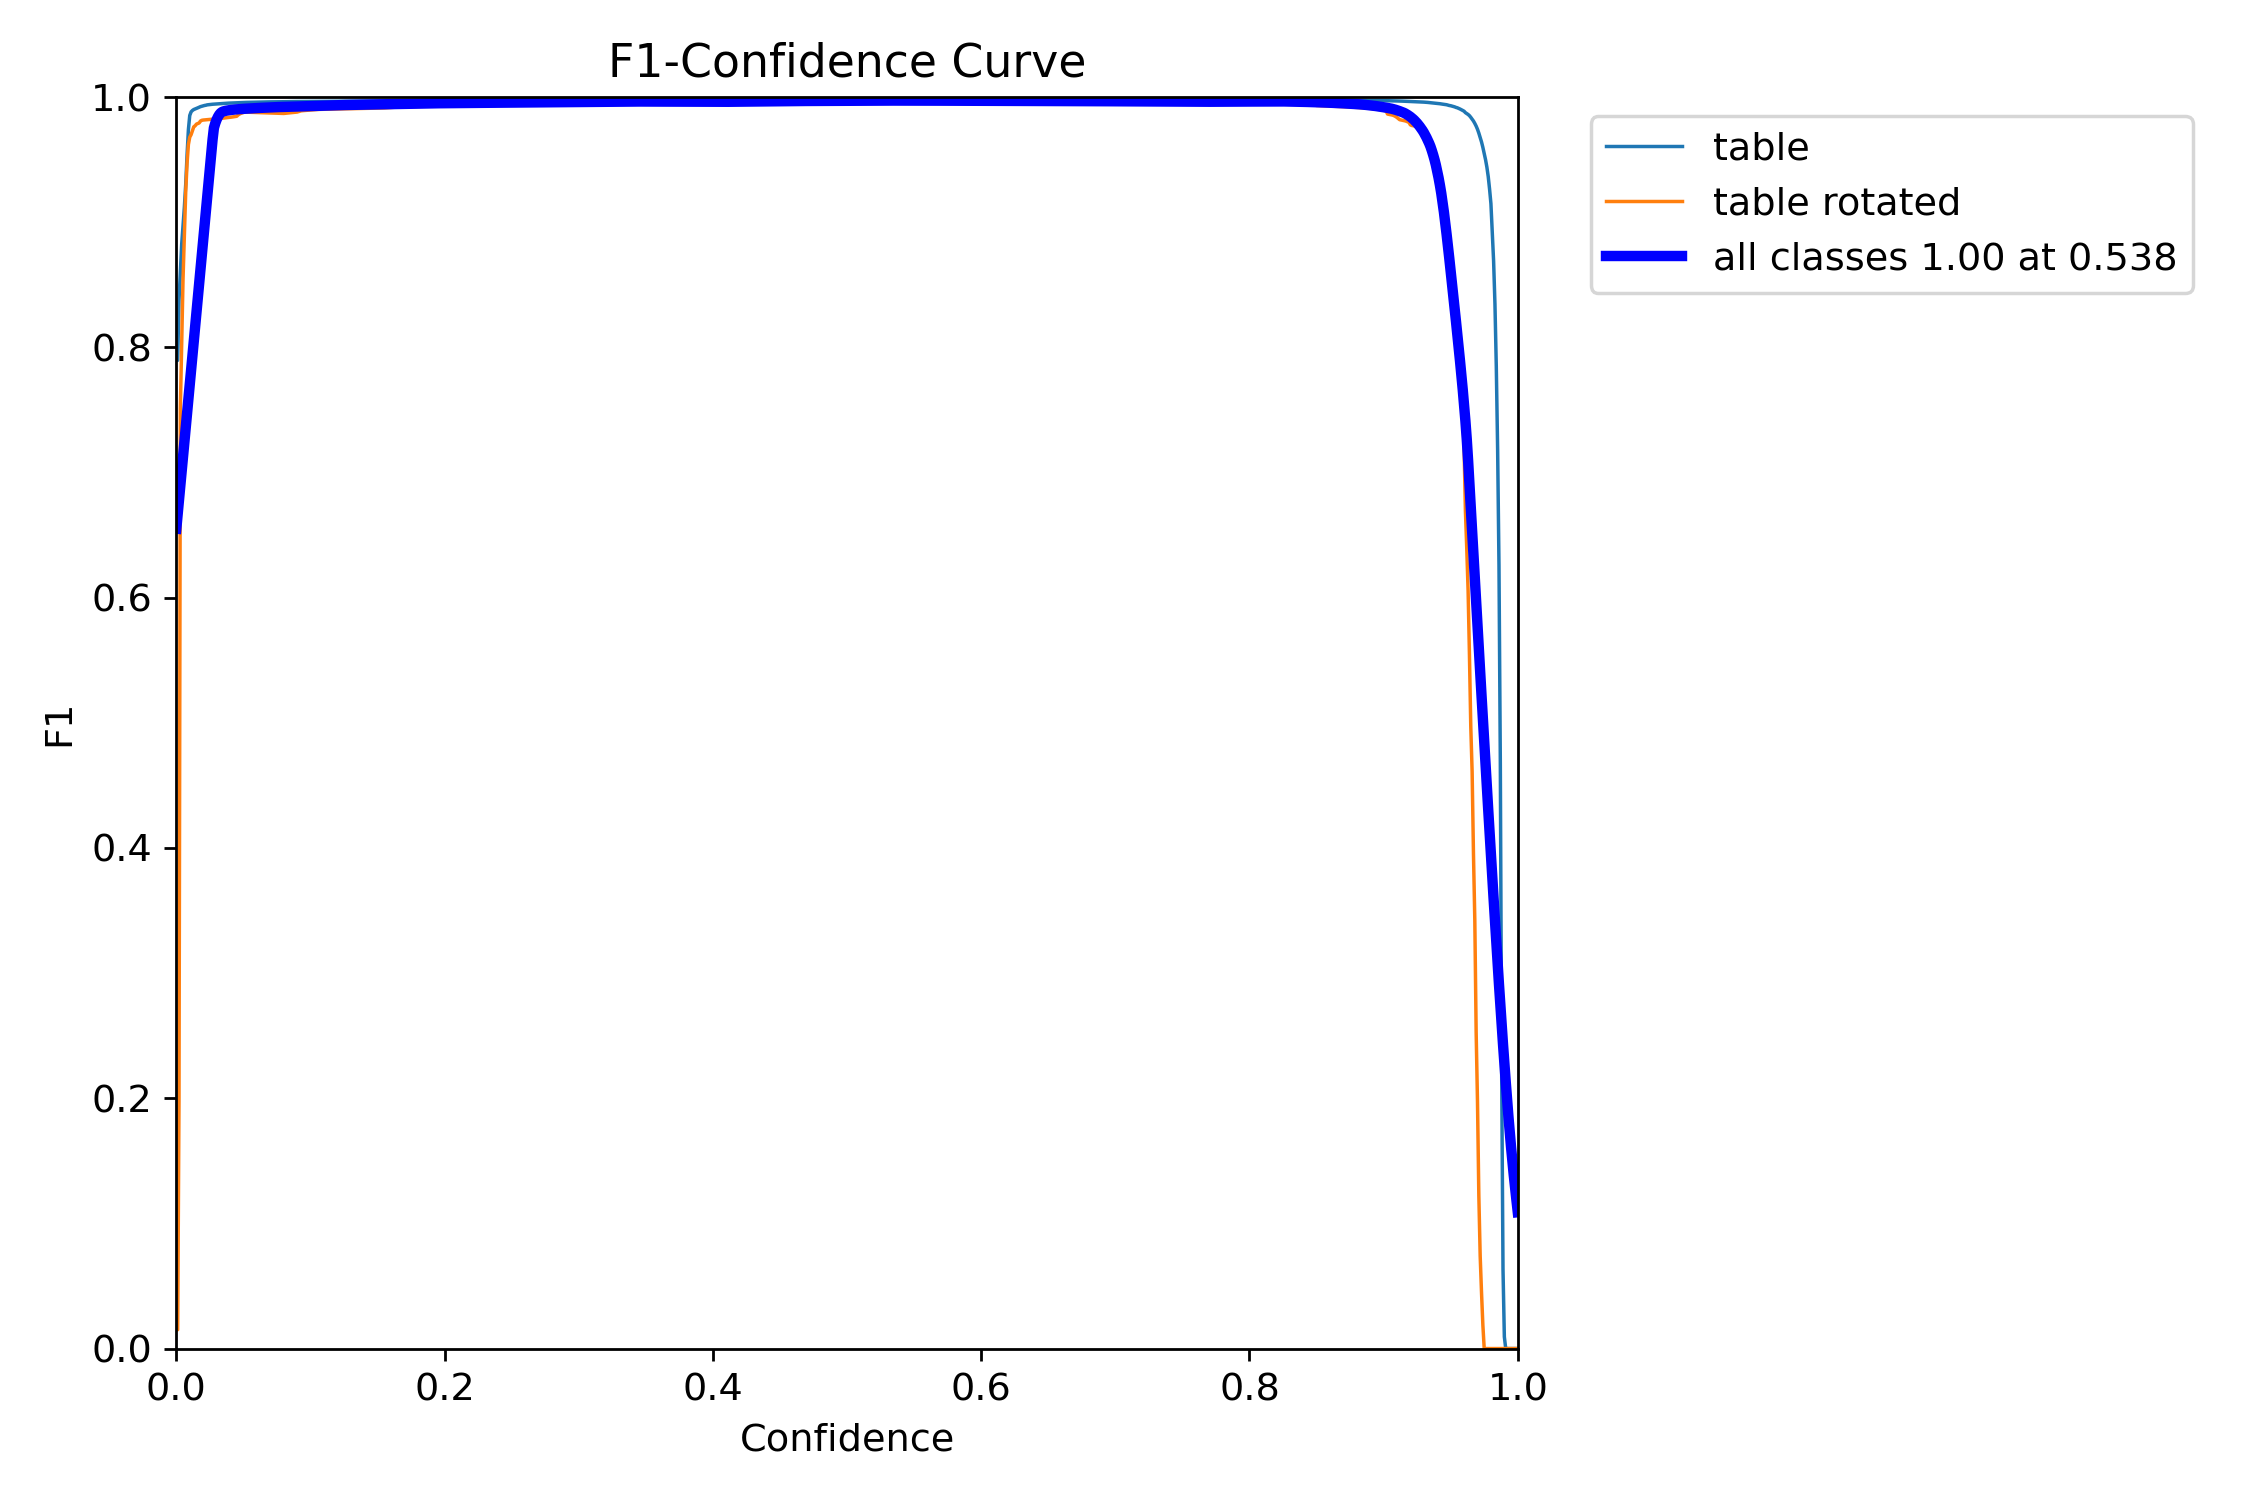 F1-Confidence Curve
1.0
0.8
0.6
0.4
0.2
0.0
F1
0.0 0.2 0.4 0.6 0.8 1.0
Confidence
table
table rotated
all classes 1.00 at 0.538